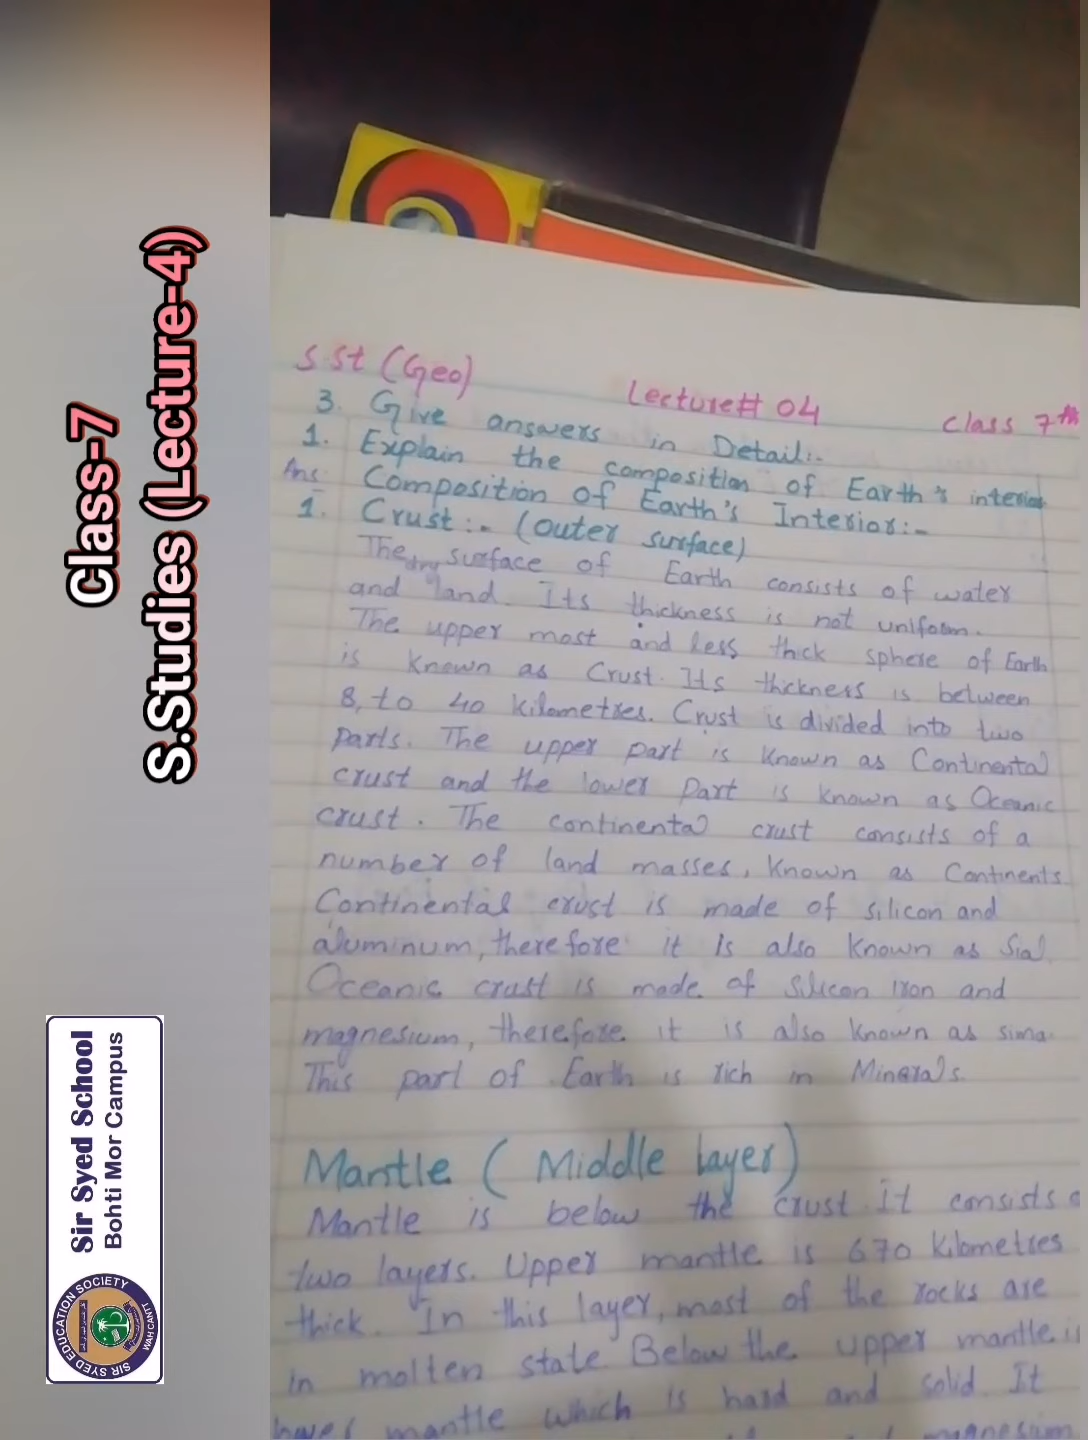 Class-7
S.Studies (Lecture-4)
Sir Syed School
Bohti Mor Campus
SIR SYED EDUCATION SOCIETY
WAH CANTT
S.St (Geo) Lecture# 04 Class 7th
3. Give answers in Detail:-
1. Explain the composition of Earth's interior
Ans Composition of Earth's Interior:-
1. Crust:- (outer surface)
The surface of Earth consists of water
and dry land. Its thickness is not uniform.
The upper most and less thick sphere of Earth
is known as Crust. Its thickness is between
8, to 40 kilometres. Crust is divided into two
parts. The upper part is known as Continental
crust and the lower part is known as Oceanic
crust. The continental crust consists of a
number of land masses, known as Continents
Continental crust is made of silicon and
aluminum, therefore it is also known as Sial.
Oceanic crust is made of Silicon iron and
magnesium, therefore it is also known as sima.
This part of Earth is rich in Minerals.
Mantle (Middle layer)
Mantle is below the crust. It consists
two layers. Upper mantle is 670 kilometres
thick. In this layer, most of the rocks are
in molten state Below the upper mantle is
mantle which is hard and solid. It
magnesium